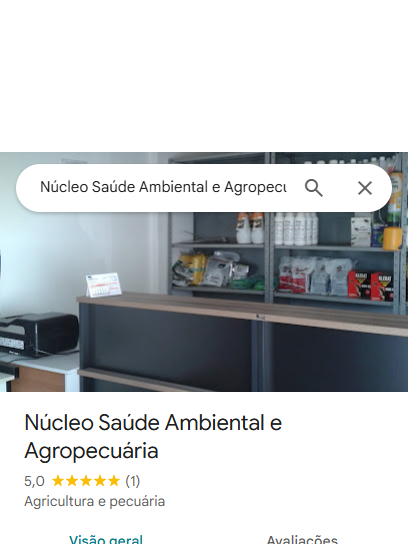 Núcleo Saúde Ambiental e Agropecu
Núcleo Saúde Ambiental e
Agropecuária
5,0 ★★★★★ (1)
Agricultura e pecuária
Visão geral Avaliações